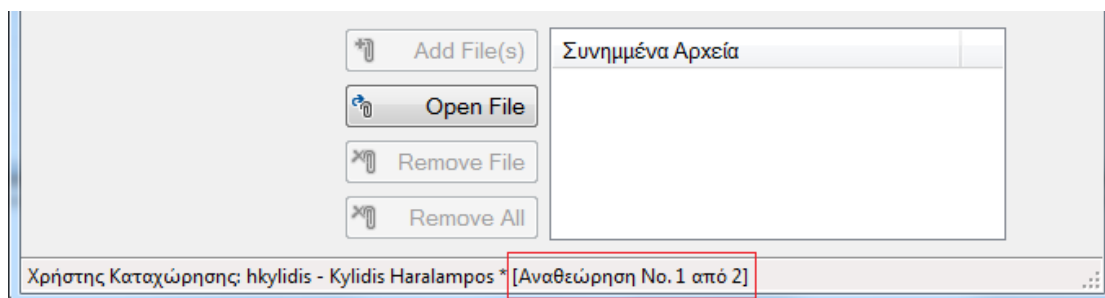 Add File(s)
Συνημμένα Αρχεία
Open File
Remove File
Remove All
Χρήστης Καταχώρησης: hkylidis - Kylidis Haralampos * [Αναθεώρηση No. 1 από 2]